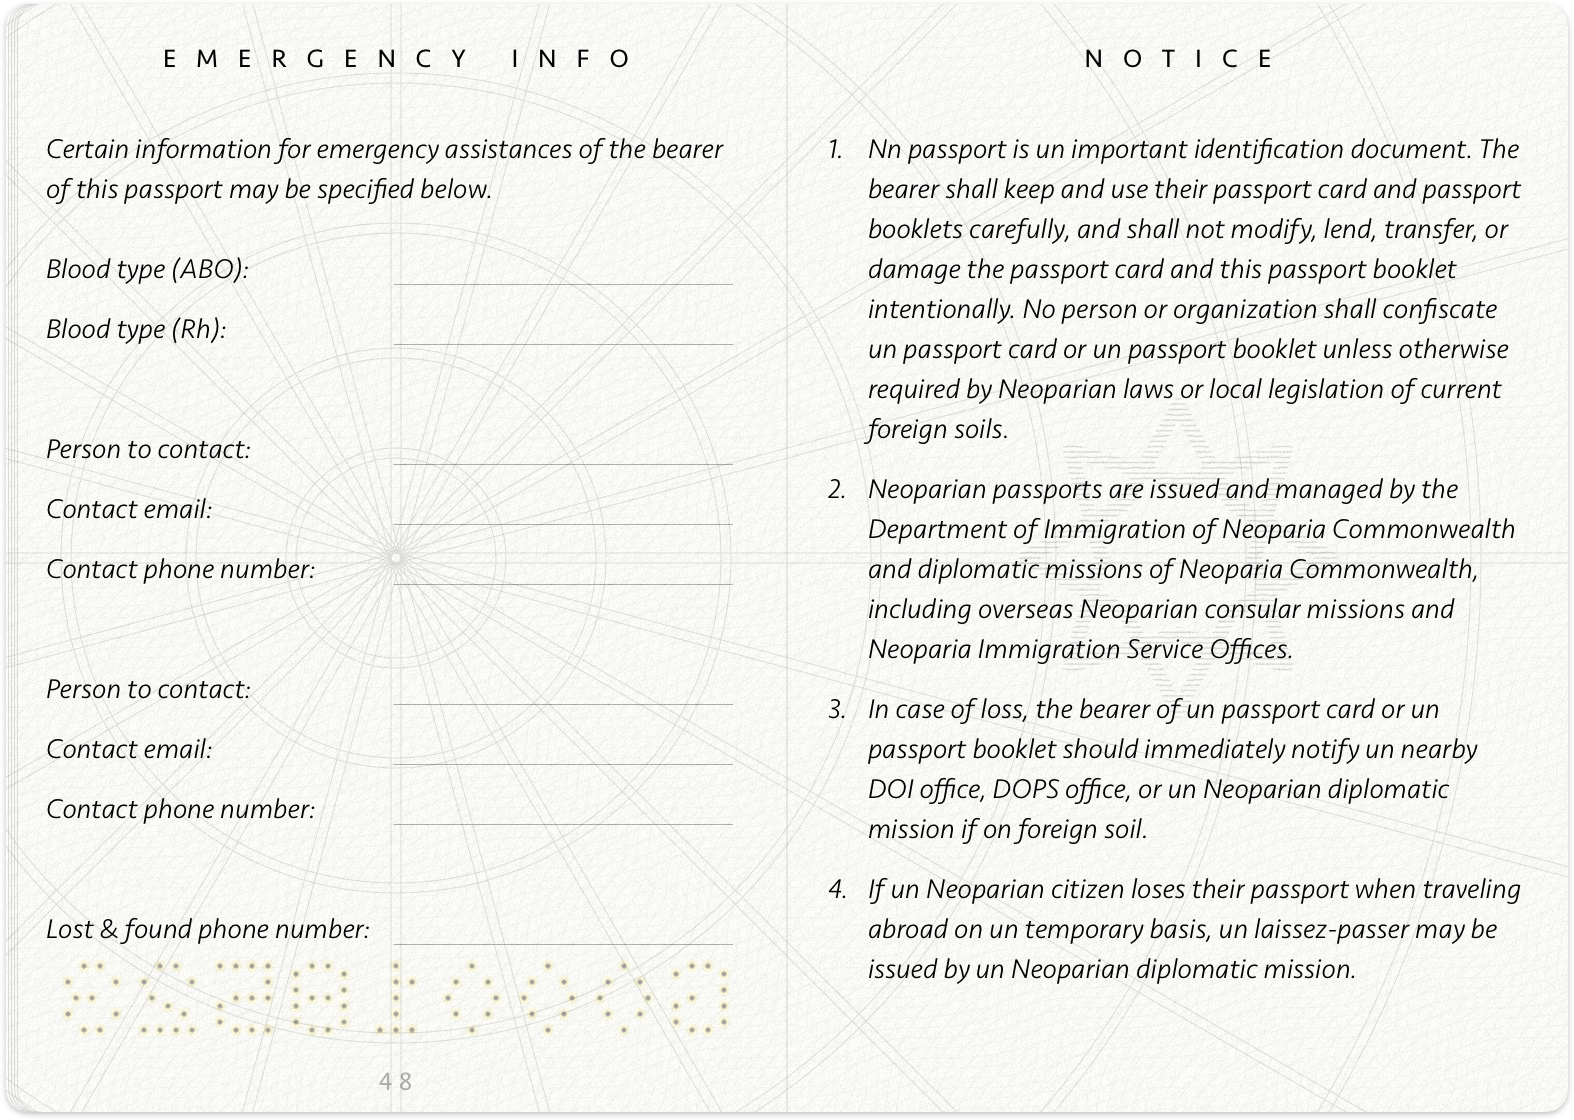 EMERGENCY INFO
Certain information for emergency assistances of the bearer
of this passport may be specified below.
Blood type (ABO):
Blood type (Rh):
Person to contact:
Contact email:
Contact phone number:
Person to contact:
Contact email:
Contact phone number:
Lost & found phone number:
48
NOTICE
1. Nn passport is un important identification document. The
bearer shall keep and use their passport card and passport
booklets carefully, and shall not modify, lend, transfer, or
damage the passport card and this passport booklet
intentionally. No person or organization shall confiscate
un passport card or un passport booklet unless otherwise
required by Neoparian laws or local legislation of current
foreign soils.
2. Neoparian passports are issued and managed by the
Department of Immigration of Neoparia Commonwealth
and diplomatic missions of Neoparia Commonwealth,
including overseas Neoparian consular missions and
Neoparia Immigration Service Offices.
3. In case of loss, the bearer of un passport card or un
passport booklet should immediately notify un nearby
DOI office, DOPS office, or un Neoparian diplomatic
mission if on foreign soil.
4. If un Neoparian citizen loses their passport when traveling
abroad on un temporary basis, un laissez-passer may be
issued by un Neoparian diplomatic mission.